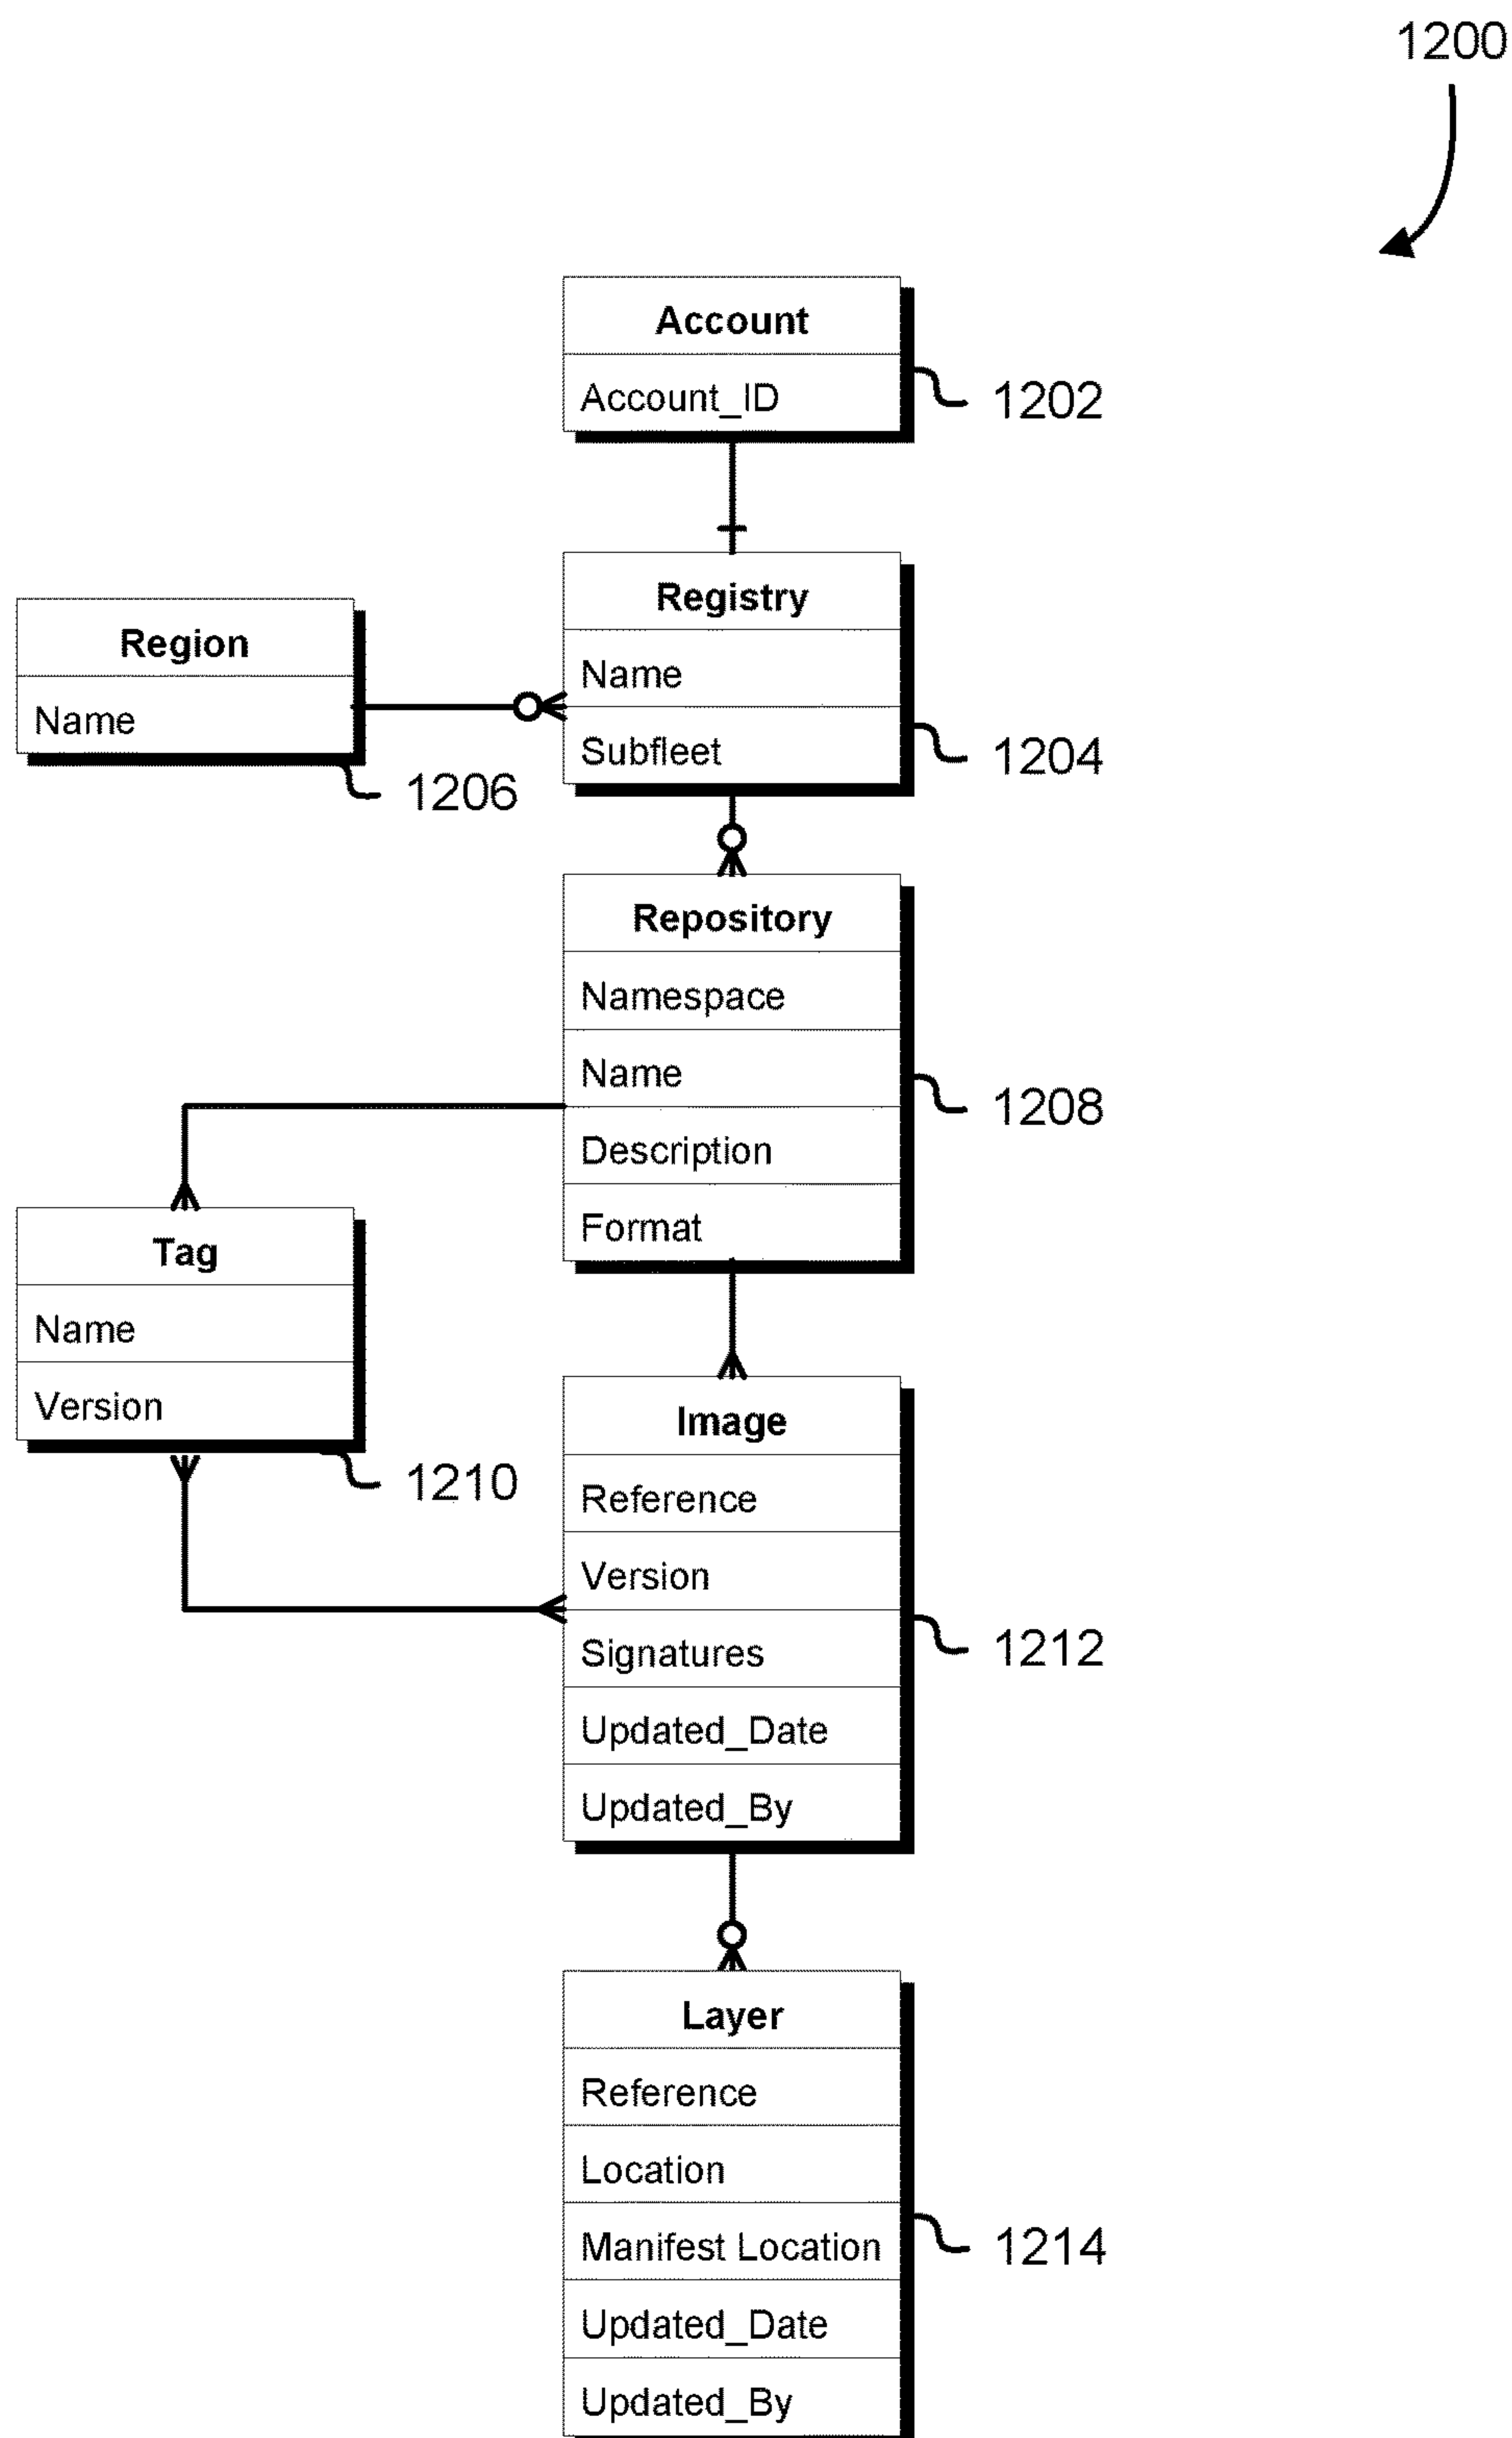 1200
Account
Account_ID
1202
Registry
Name
Subfleet
1204
Region
Name
1206
Repository
Namespace
Name
Description
Format
1208
Tag
Name
Version
1210
Image
Reference
Version
Signatures
Updated_Date
Updated_By
1212
Layer
Reference
Location
Manifest Location
Updated_Date
Updated_By
1214